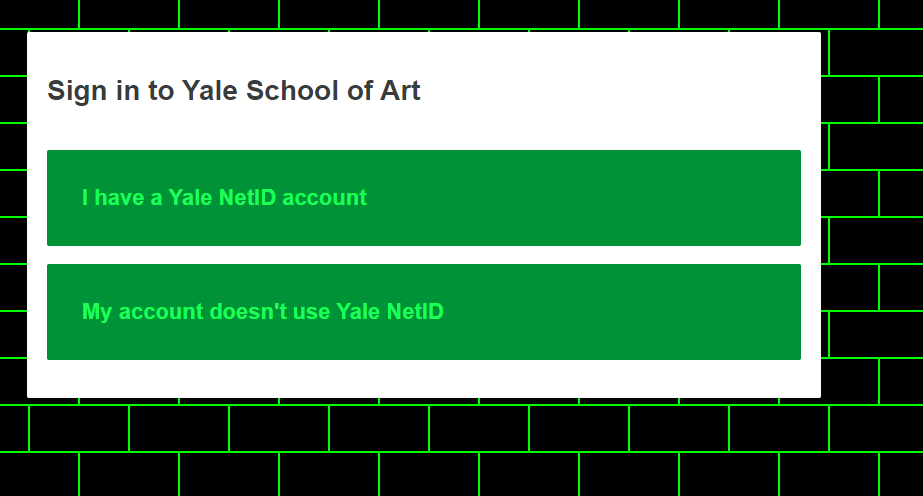 Sign in to Yale School of Art
I have a Yale NetID account
My account doesn't use Yale NetID